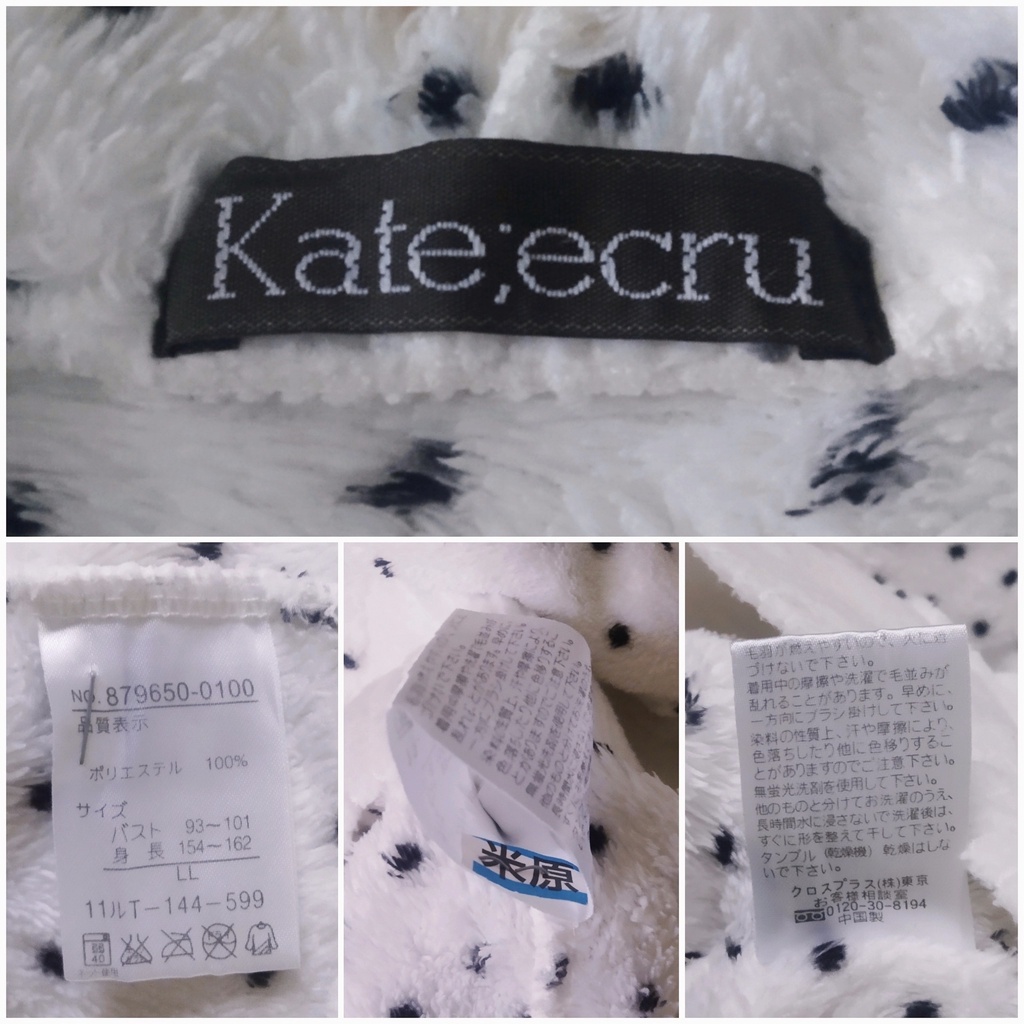 Kate;ecru
NO. 879650-0100
品質表示
ポリエステル 100%
サイズ
バスト 93～101
身長 154～162
LL
11ルT-144-599
ネット使用
米原
毛羽が燃えやすいので、火に近
づけないで下さい。
着用中の摩擦や洗濯で毛並みが
乱れることがあります。早めに、
一方向にブラシ掛けして下さい。
染料の性質上、汗や摩擦により、
色落ちしたり他に色移りするこ
とがありますのでご注意下さい。
無蛍光洗剤を使用して下さい。
他のものと分けてお洗濯のうえ、
長時間水に浸さないで洗濯後は、
すぐに形を整えて干して下さい。
タンブル (乾燥機) 乾燥はしな
いで下さい。
クロスプラス(株)東京
お客様相談室
0120-30-8194
中国製